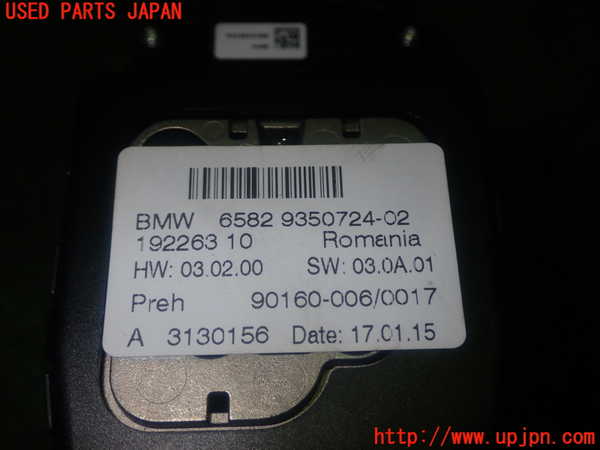 USED PARTS JAPAN
BMW 6582 9350724-02
192263 10 Romania
HW: 03.02.00 SW: 03.0A.01
Preh 90160-006/0017
A 3130156 Date: 17.01.15
http://www.upjpn.com/